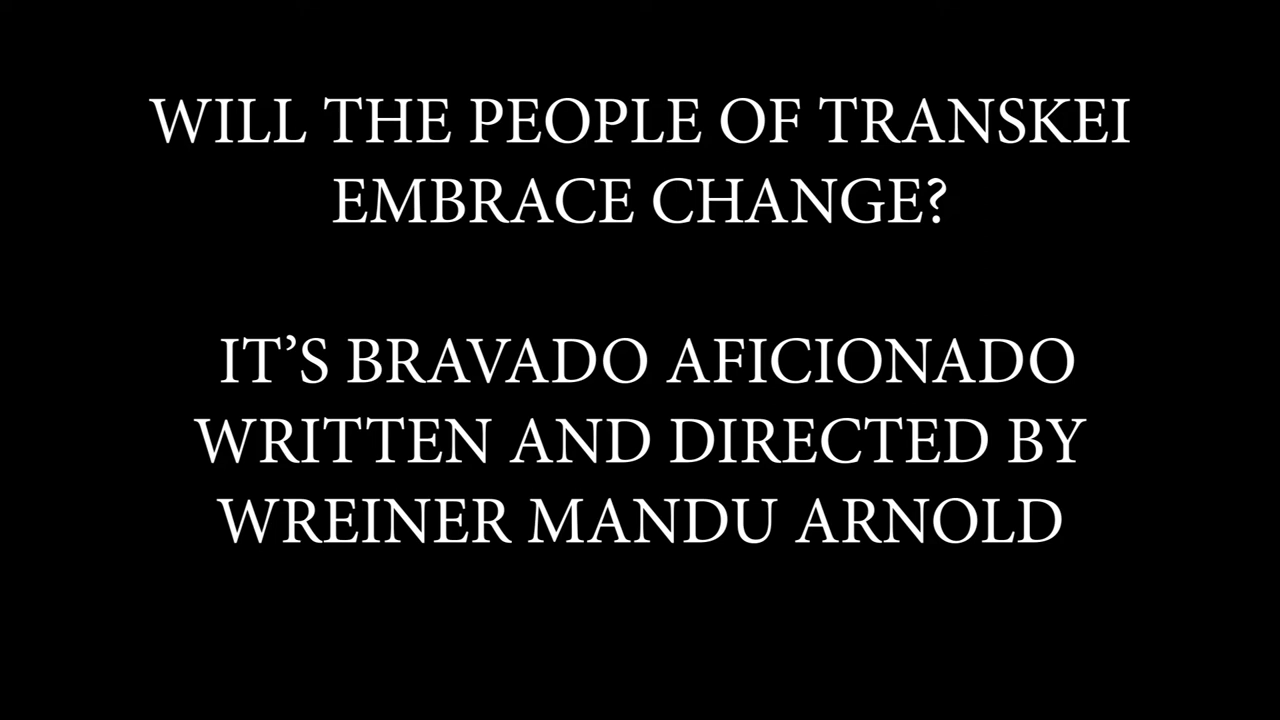 WILL THE PEOPLE OF TRANSKEI
EMBRACE CHANGE?
IT’S BRAVADO AFICIONADO
WRITTEN AND DIRECTED BY
WREINER MANDU ARNOLD